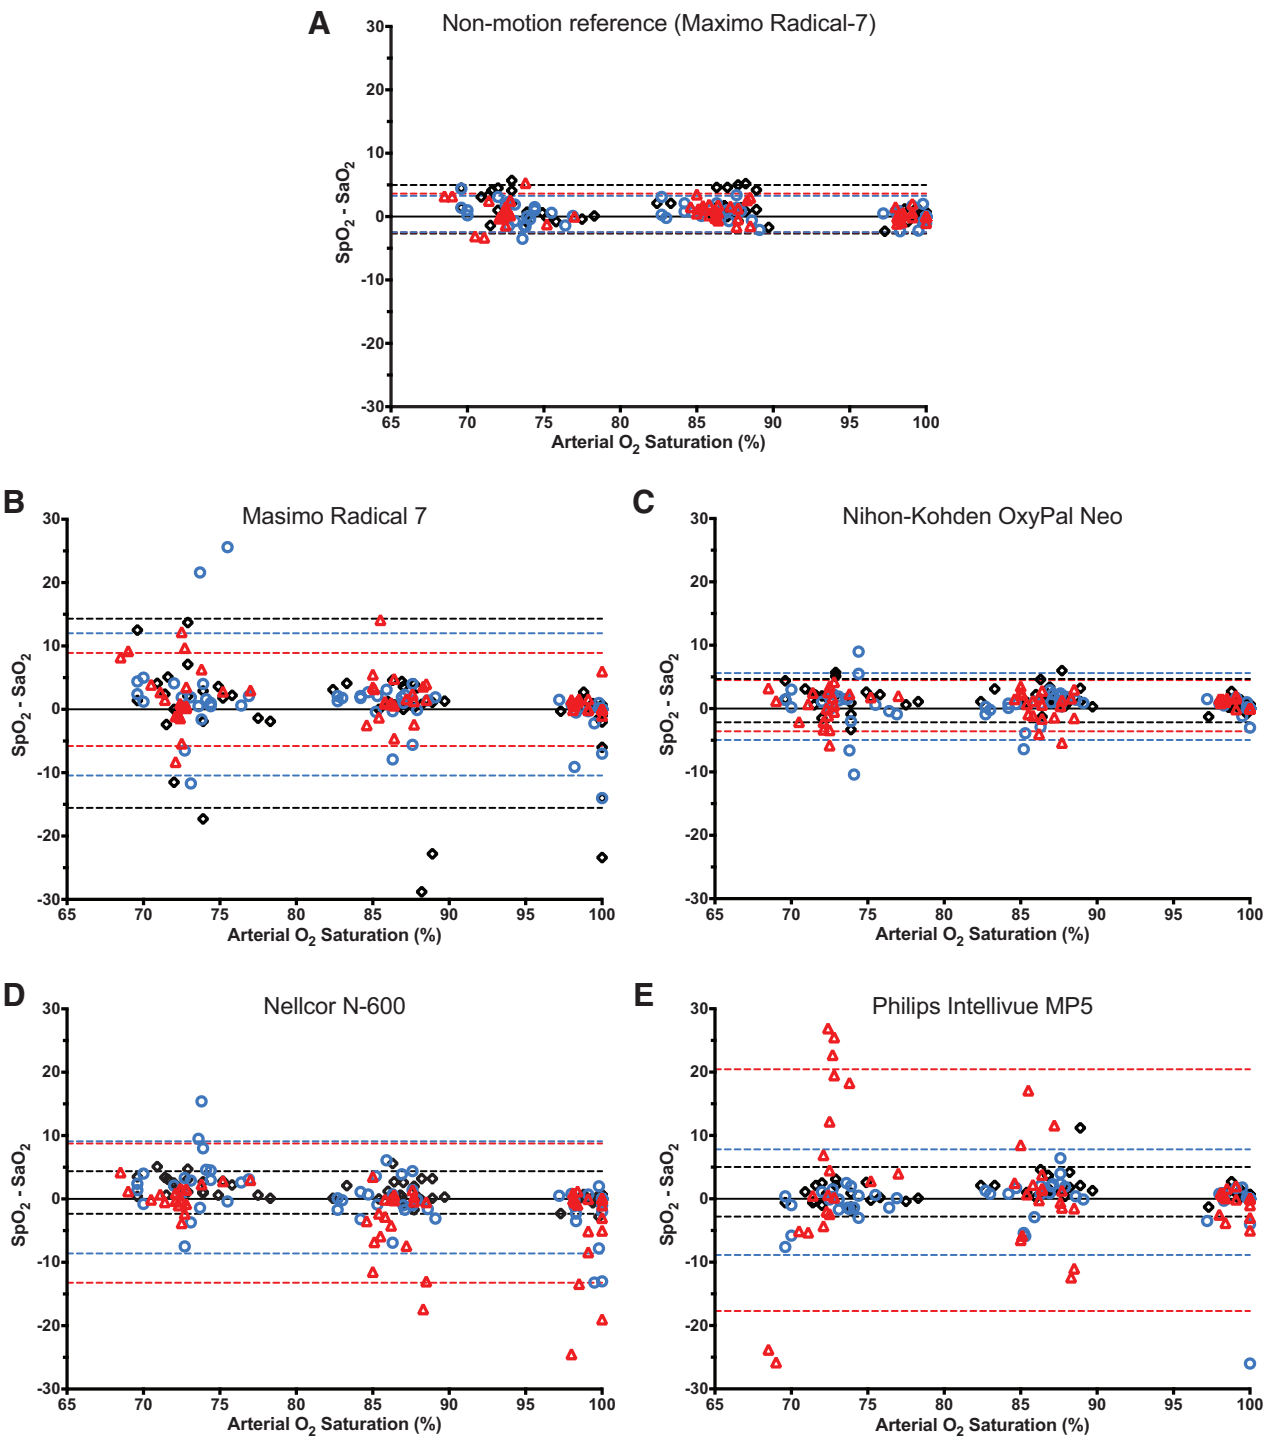 A
Non-motion reference (Maximo Radical-7)
30
20
10
0
-10
-20
-30
SpO2 - SaO2
65 70 75 80 85 90 95 100
Arterial O2 Saturation (%)
B
Masimo Radical 7
30
20
10
0
-10
-20
-30
SpO2 - SaO2
65 70 75 80 85 90 95 100
Arterial O2 Saturation (%)
C
Nihon-Kohden OxyPal Neo
30
20
10
0
-10
-20
-30
SpO2 - SaO2
65 70 75 80 85 90 95 100
Arterial O2 Saturation (%)
D
Nellcor N-600
30
20
10
0
-10
-20
-30
SpO2 - SaO2
65 70 75 80 85 90 95 100
Arterial O2 Saturation (%)
E
Philips Intellivue MP5
30
20
10
0
-10
-20
-30
SpO2 - SaO2
65 70 75 80 85 90 95 100
Arterial O2 Saturation (%)